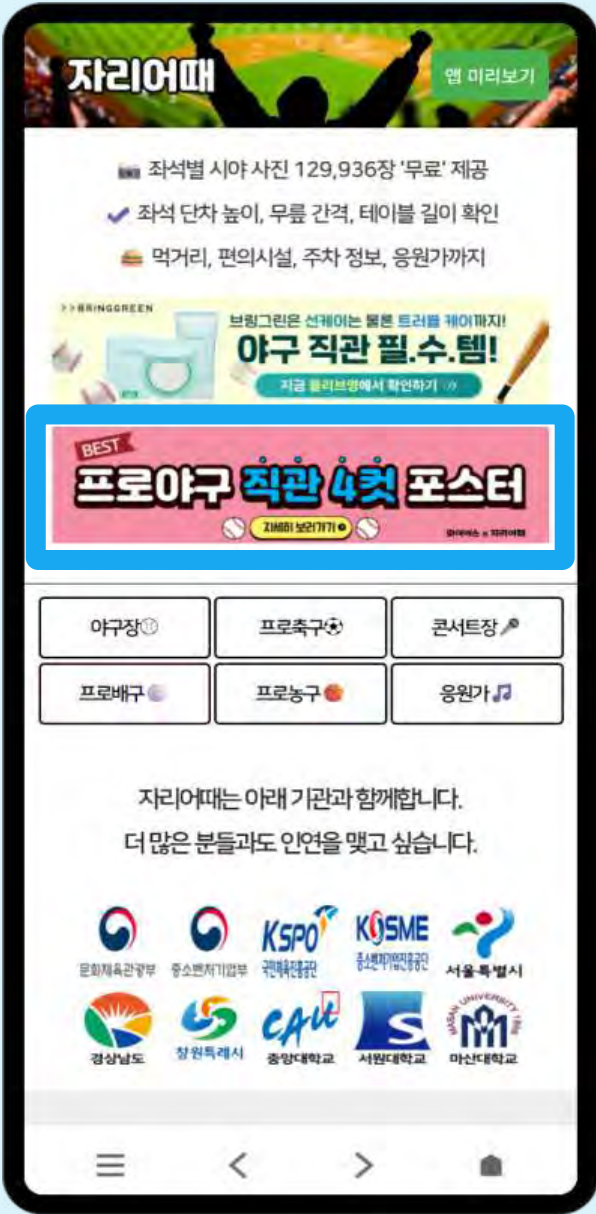 자리어때
앱 미리보기
좌석별 시야 사진 129,936장 '무료' 제공
좌석 단차 높이, 무릎 간격, 테이블 길이 확인
먹거리, 편의시설, 주차 정보, 응원가까지
>>BRINGGREEN
브링그린은 선케어는 물론 트러블 케어까지!
야구 직관 필.수.템!
지금 올리브영에서 확인하기
BEST
프로야구 직관 4컷 포스터
자세히 보러가기
x 자리어때
야구장
프로축구
콘서트장
프로배구
프로농구
응원가
자리어때는 아래 기관과 함께합니다.
더 많은 분들과도 인연을 맺고 싶습니다.
KSPO
KOSME
문화체육관광부
중소벤처기업부
국민체육진흥공단
중소벤처기업진흥공단
서울특별시
CAU
S
MASAN UNIVERSITY 1956
경상남도
창원특례시
중앙대학교
서원대학교
마산대학교